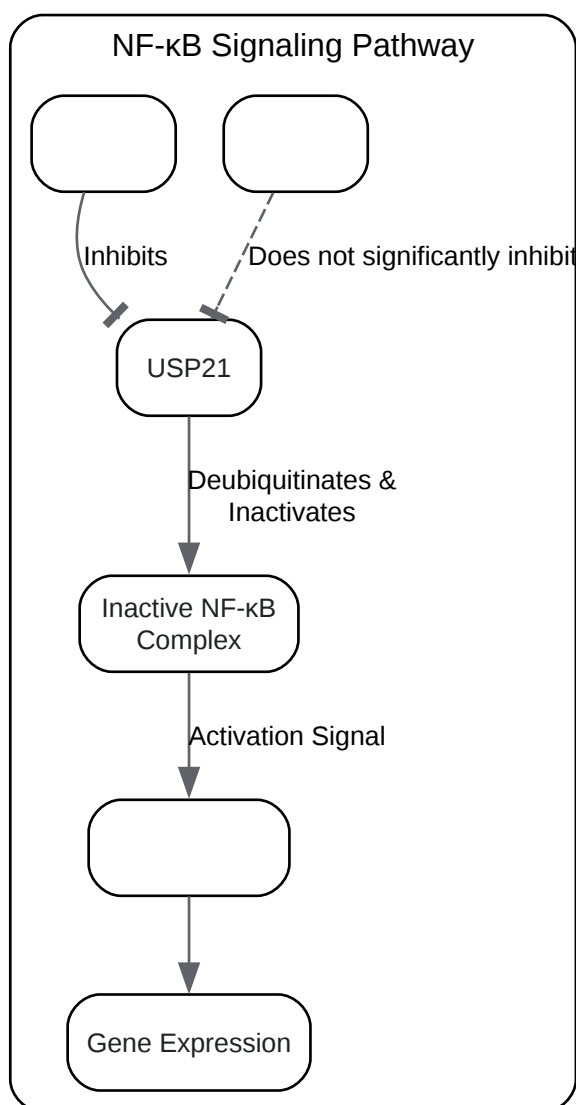 NF-κB Signaling Pathway
Inhibits
Does not significantly inhibit
USP21
Deubiquitinates &
Inactivates
Inactive NF-κB
Complex
Activation Signal
Gene Expression